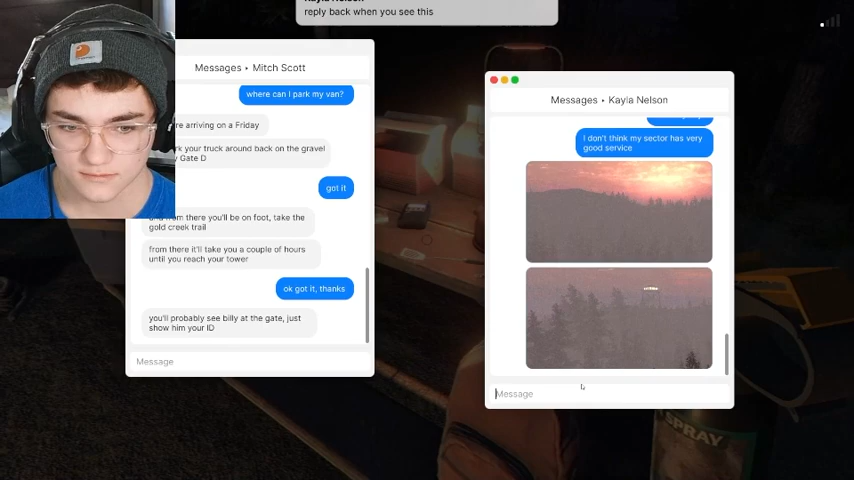 reply back when you see this
Messages • Mitch Scott
where can I park my van?
re arriving on a Friday
rk your truck around back on the gravel
Gate D
got it
from there you'll be on foot, take the
gold creek trail
from there it'll take you a couple of hours
until you reach your tower
ok got it, thanks
you'll probably see billy at the gate, just
show him your ID
Message
Messages • Kayla Nelson
I don't think my sector has very
good service
Message
SPRAY